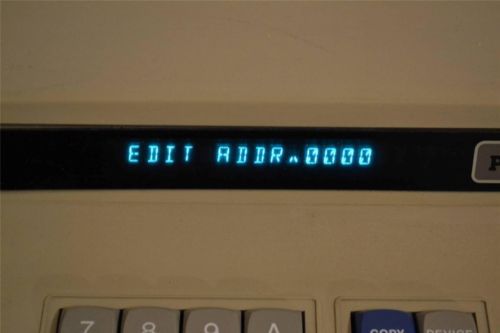 EDIT ADDR^0000
P
7 8 9 A
COPY DEVICE